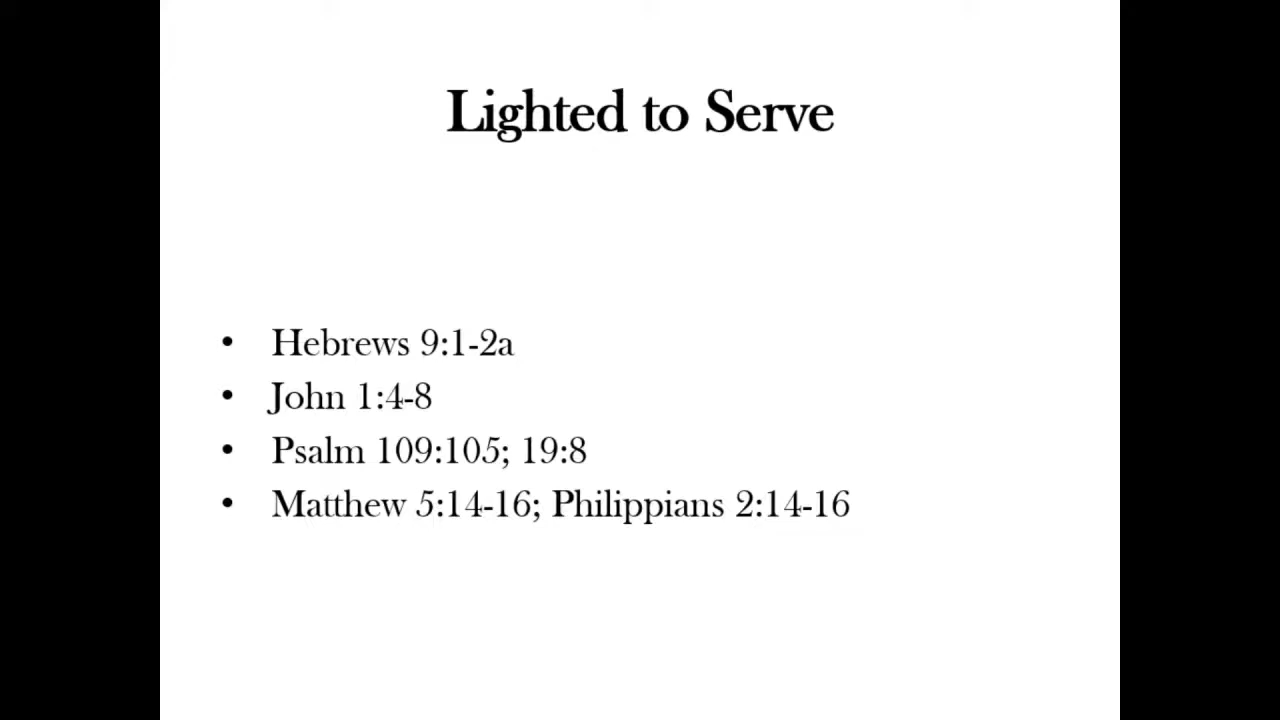 Lighted to Serve
• Hebrews 9:1-2a
• John 1:4-8
• Psalm 109:105; 19:8
• Matthew 5:14-16; Philippians 2:14-16